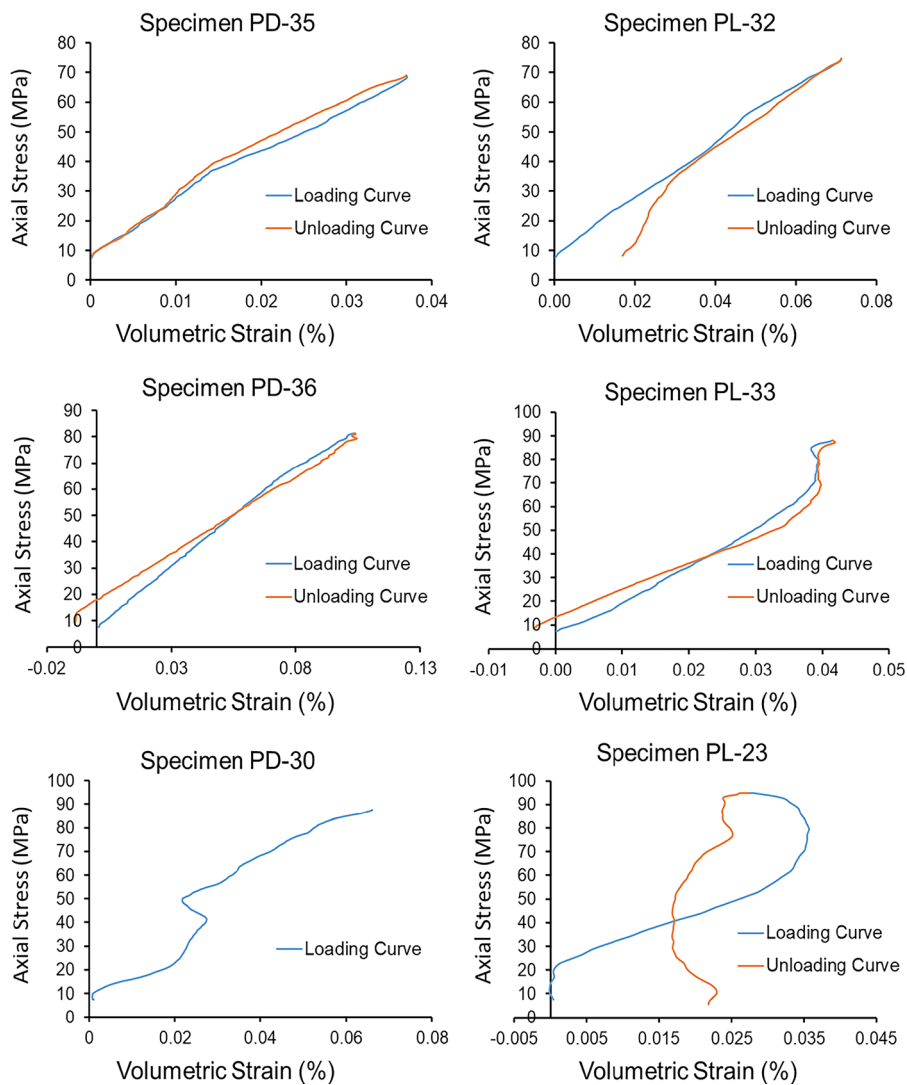 Specimen PD-35
Axial Stress (MPa)
80
70
60
50
40
30
20
10
0
Loading Curve
Unloading Curve
0 0.01 0.02 0.03 0.04
Volumetric Strain (%)
Specimen PL-32
Axial Stress (MPa)
80
70
60
50
40
30
20
10
0
Loading Curve
Unloading Curve
0.00 0.02 0.04 0.06 0.08
Volumetric Strain (%)
Specimen PD-36
Axial Stress (MPa)
90
80
70
60
50
40
30
20
10
0
Loading Curve
Unloading Curve
-0.02 0.03 0.08 0.13
Volumetric Strain (%)
Specimen PL-33
Axial Stress (MPa)
100
90
80
70
60
50
40
30
20
10
0
Loading Curve
Unloading Curve
-0.01 0.00 0.01 0.02 0.03 0.04 0.05
Volumetric Strain (%)
Specimen PD-30
Axial Stress (MPa)
100
90
80
70
60
50
40
30
20
10
0
Loading Curve
0 0.02 0.04 0.06 0.08
Volumetric Strain (%)
Specimen PL-23
Axial Stress (MPa)
100
90
80
70
60
50
40
30
20
10
0
Loading Curve
Unloading Curve
-0.005 0.005 0.015 0.025 0.035 0.045
Volumetric Strain (%)